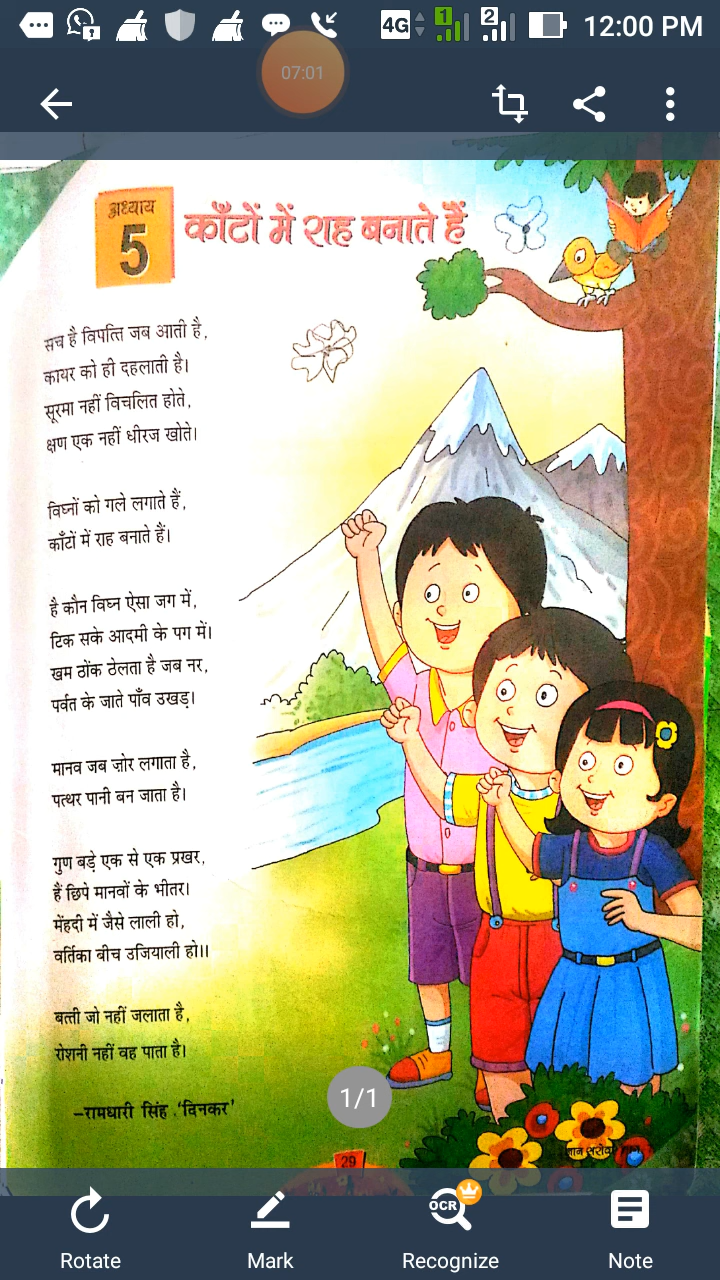 4G
1
2
12:00 PM
07:01
अध्याय
5
काँटों में राह बनाते हैं
सच है विपत्ति जब आती है,
कायर को ही दहलाती है।
सूरमा नहीं विचलित होते,
क्षण एक नहीं धीरज खोते।
विघ्नों को गले लगाते हैं,
काँटों में राह बनाते हैं।
है कौन विघ्न ऐसा जग में,
टिक सके आदमी के पग में।
खम ठोंक ठेलता है जब नर,
पर्वत के जाते पाँव उखड़।
मानव जब ज़ोर लगाता है,
पत्थर पानी बन जाता है।
गुण बड़े एक से एक प्रखर,
हैं छिपे मानवों के भीतर।
मेंहदी में जैसे लाली हो,
वर्तिका बीच उजियाली हो।।
बत्ती जो नहीं जलाता है,
रोशनी नहीं वह पाता है।
–रामधारी सिंह 'दिनकर'
1/1
29
OCR
Rotate
Mark
Recognize
Note